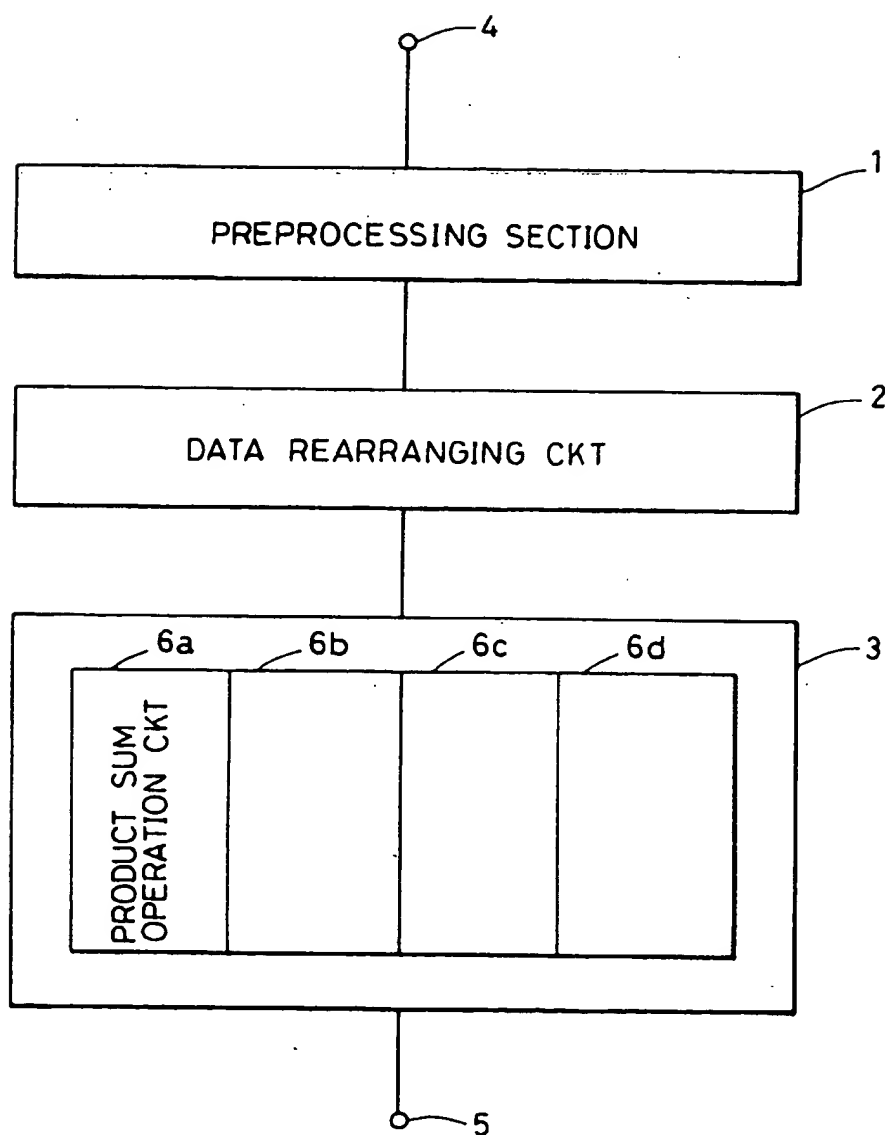 4
1
PREPROCESSING SECTION
2
DATA REARRANGING CKT
3
6a
6b
6c
6d
PRODUCT SUM
OPERATION CKT
5